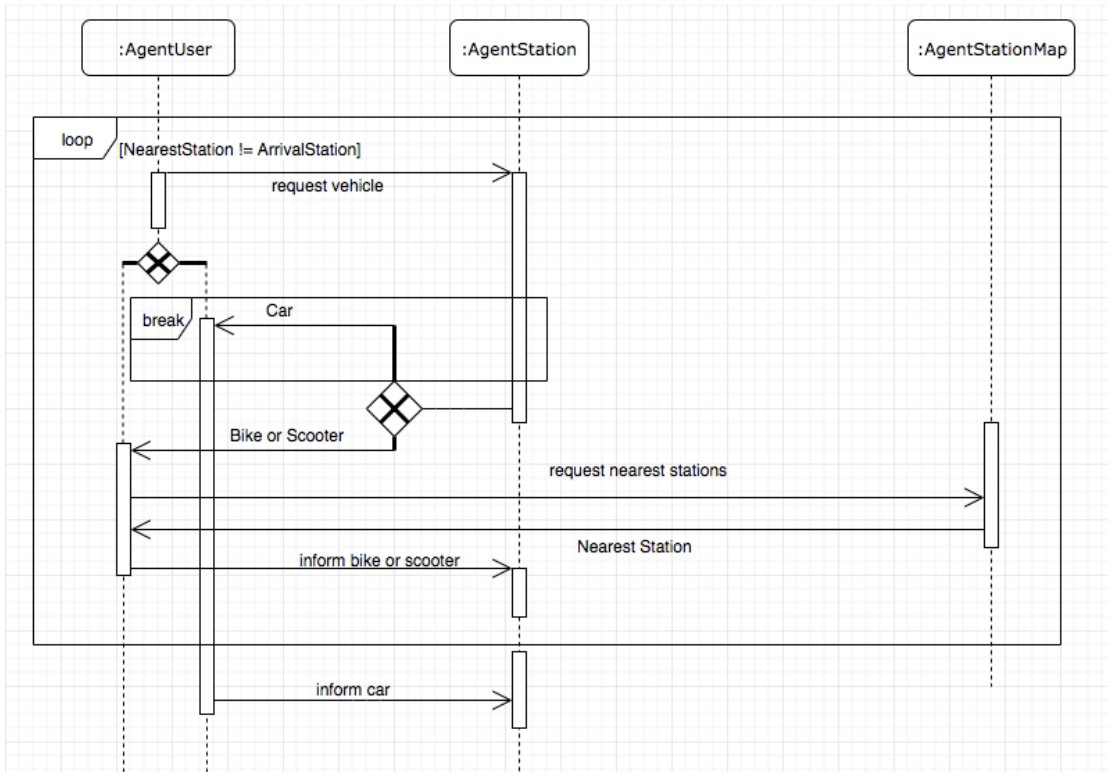 :AgentUser
:AgentStation
:AgentStationMap
loop
[NearestStation != ArrivalStation]
request vehicle
break
Car
Bike or Scooter
request nearest stations
Nearest Station
inform bike or scooter
inform car